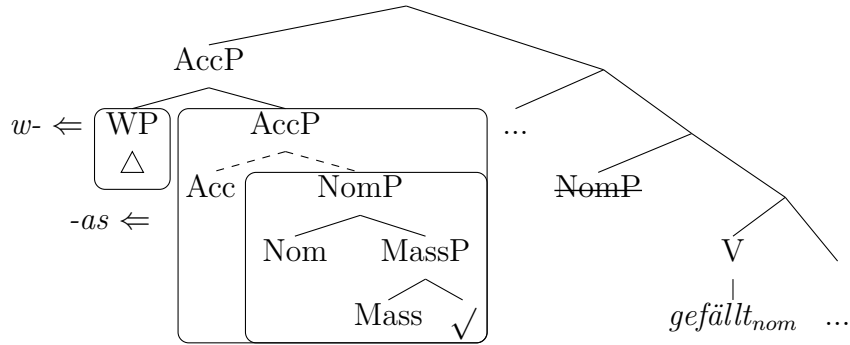 AccP
w- ⇐ WP AccP ...
△ Acc NomP ~~NomP~~
-as ⇐
Nom MassP V
Mass √ gefällt_nom ...